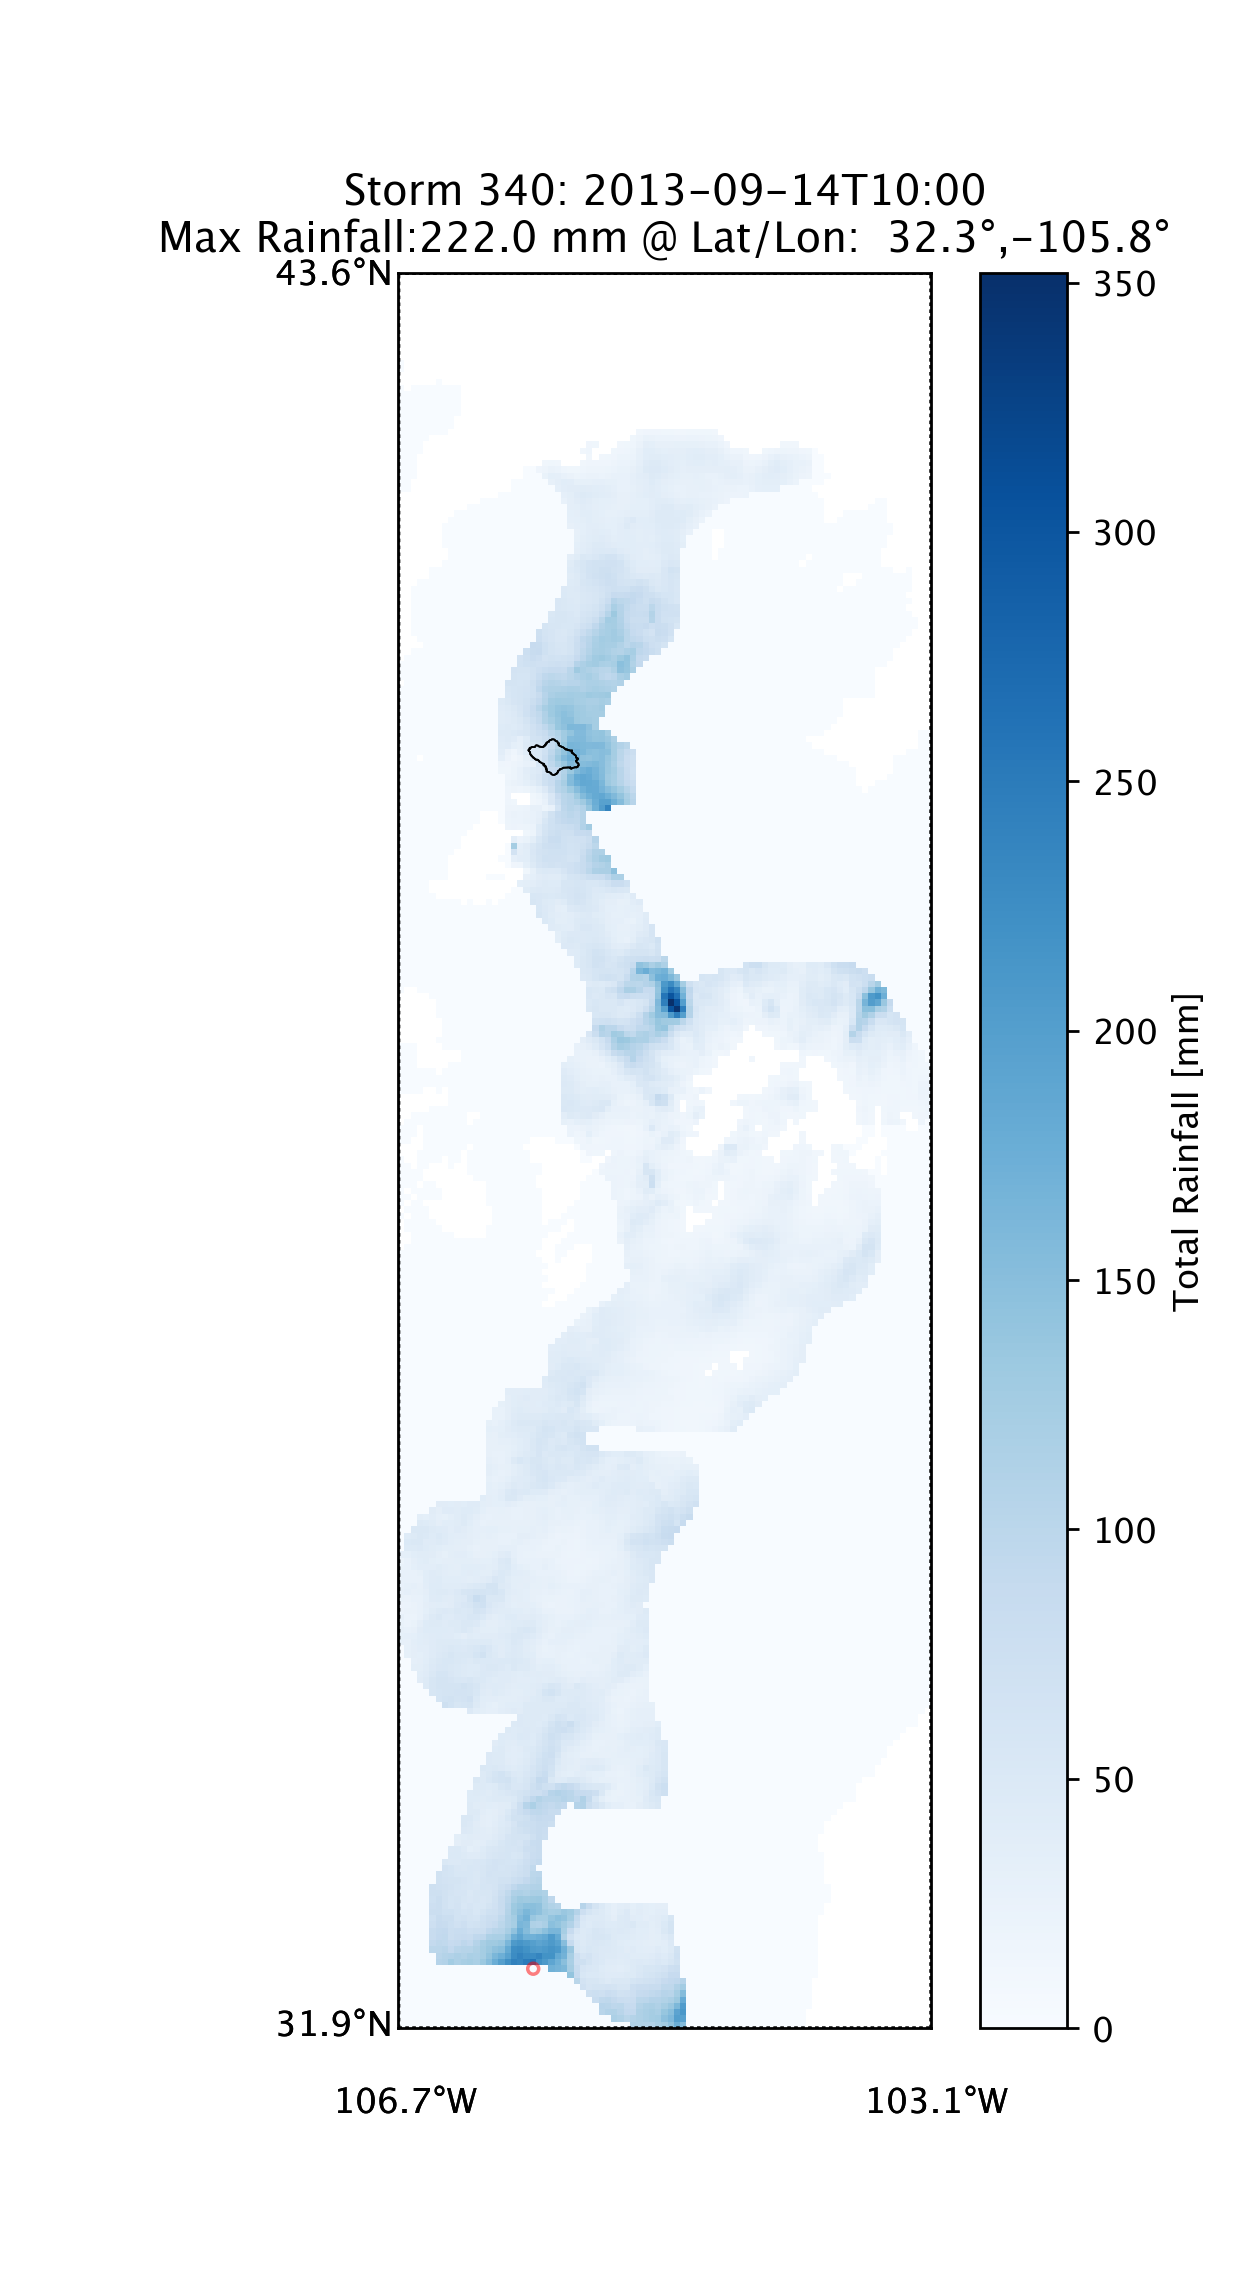 Storm 340: 2013-09-14T10:00
Max Rainfall:222.0 mm @ Lat/Lon:  32.3°,-105.8°
43.6°N
31.9°N
106.7°W
103.1°W
350
300
250
200
150
100
50
0
Total Rainfall [mm]